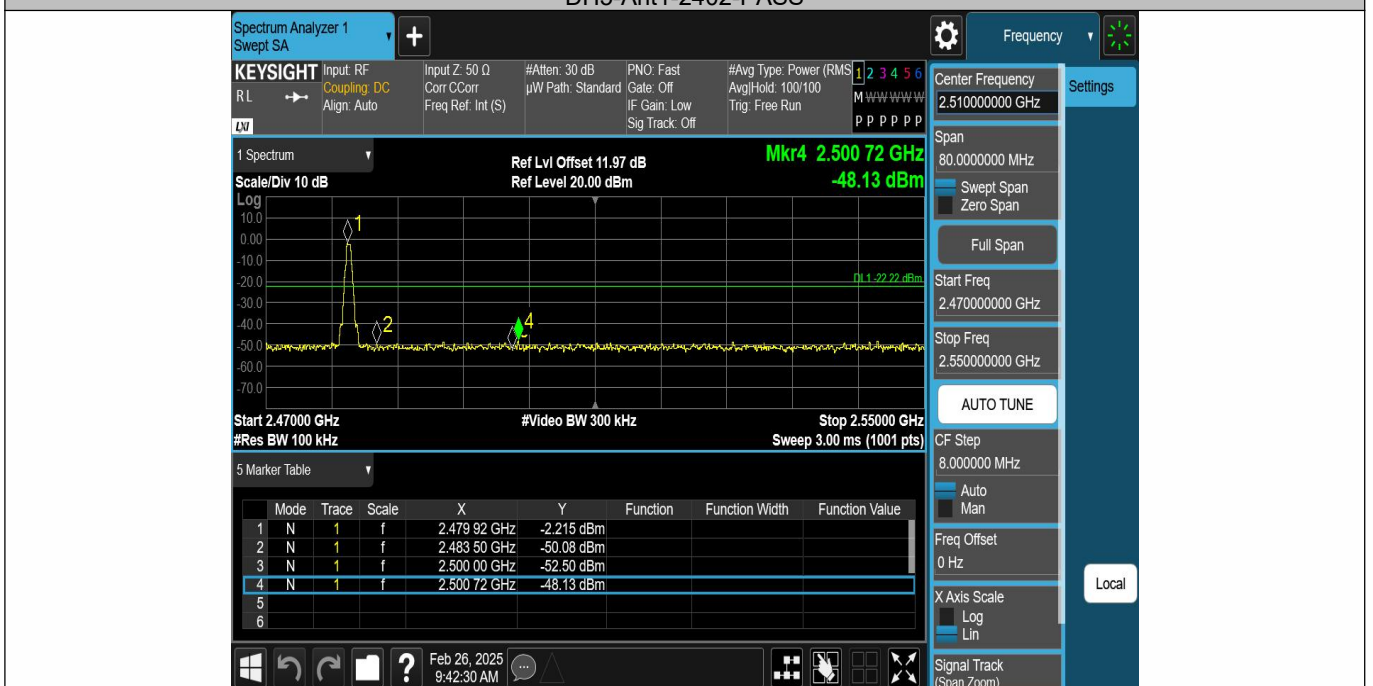 Spectrum Analyzer 1
Swept SA
+
Frequency
KEYSIGHT
RL
LXI
Input: RF
Coupling: DC
Align: Auto
Input Z: 50 Ω
Corr CCorr
Freq Ref: Int (S)
#Atten: 30 dB
µW Path: Standard
PNO: Fast
Gate: Off
IF Gain: Low
Sig Track: Off
#Avg Type: Power (RMS
Avg|Hold: 100/100
Trig: Free Run
1 2 3 4 5 6
M W W W W W
P P P P P P
1 Spectrum
Scale/Div 10 dB
Ref Lvl Offset 11.97 dB
Ref Level 20.00 dBm
Mkr4 2.500 72 GHz
-48.13 dBm
Log
10.0
0.00
-10.0
-20.0
-30.0
-40.0
-50.0
-60.0
-70.0
1
2
4
DL1 -22.22 dBm
Start 2.47000 GHz
#Video BW 300 kHz
Stop 2.55000 GHz
#Res BW 100 kHz
Sweep 3.00 ms (1001 pts)
5 Marker Table
Mode Trace Scale X Y Function Function Width Function Value
1 N 1 f 2.479 92 GHz -2.215 dBm
2 N 1 f 2.483 50 GHz -50.08 dBm
3 N 1 f 2.500 00 GHz -52.50 dBm
4 N 1 f 2.500 72 GHz -48.13 dBm
5
6
?
Feb 26, 2025
9:42:30 AM
Center Frequency
2.510000000 GHz
Settings
Span
80.0000000 MHz
Swept Span
Zero Span
Full Span
Start Freq
2.470000000 GHz
Stop Freq
2.550000000 GHz
AUTO TUNE
CF Step
8.000000 MHz
Auto
Man
Freq Offset
0 Hz
Local
X Axis Scale
Log
Lin
Signal Track
(Span Zoom)